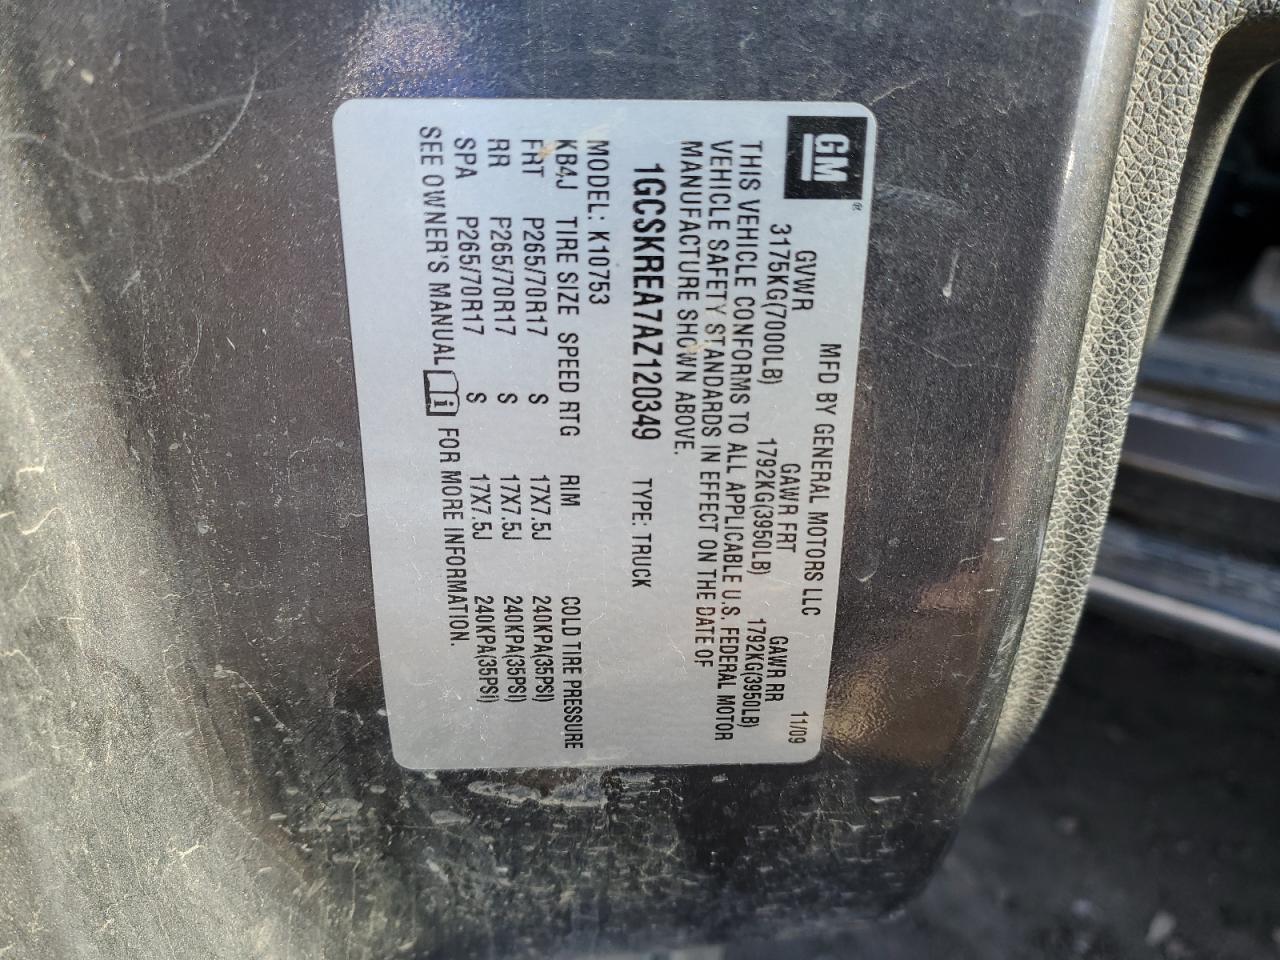 GM®
MFD BY GENERAL MOTORS LLC 11/09
GVWR GAWR FRT GAWR RR
3175KG(7000LB) 1792KG(3950LB) 1792KG(3950LB)
THIS VEHICLE CONFORMS TO ALL APPLICABLE U.S. FEDERAL MOTOR
VEHICLE SAFETY STANDARDS IN EFFECT ON THE DATE OF
MANUFACTURE SHOWN ABOVE.
1GCSKREA7AZ120349 TYPE: TRUCK
MODEL: K10753
KB4J TIRE SIZE SPEED RTG RIM COLD TIRE PRESSURE
FRT P265/70R17 S 17X7.5J 240KPA(35PSI)
RR P265/70R17 S 17X7.5J 240KPA(35PSI)
SPA P265/70R17 S 17X7.5J 240KPA(35PSI)
SEE OWNER'S MANUAL i FOR MORE INFORMATION.